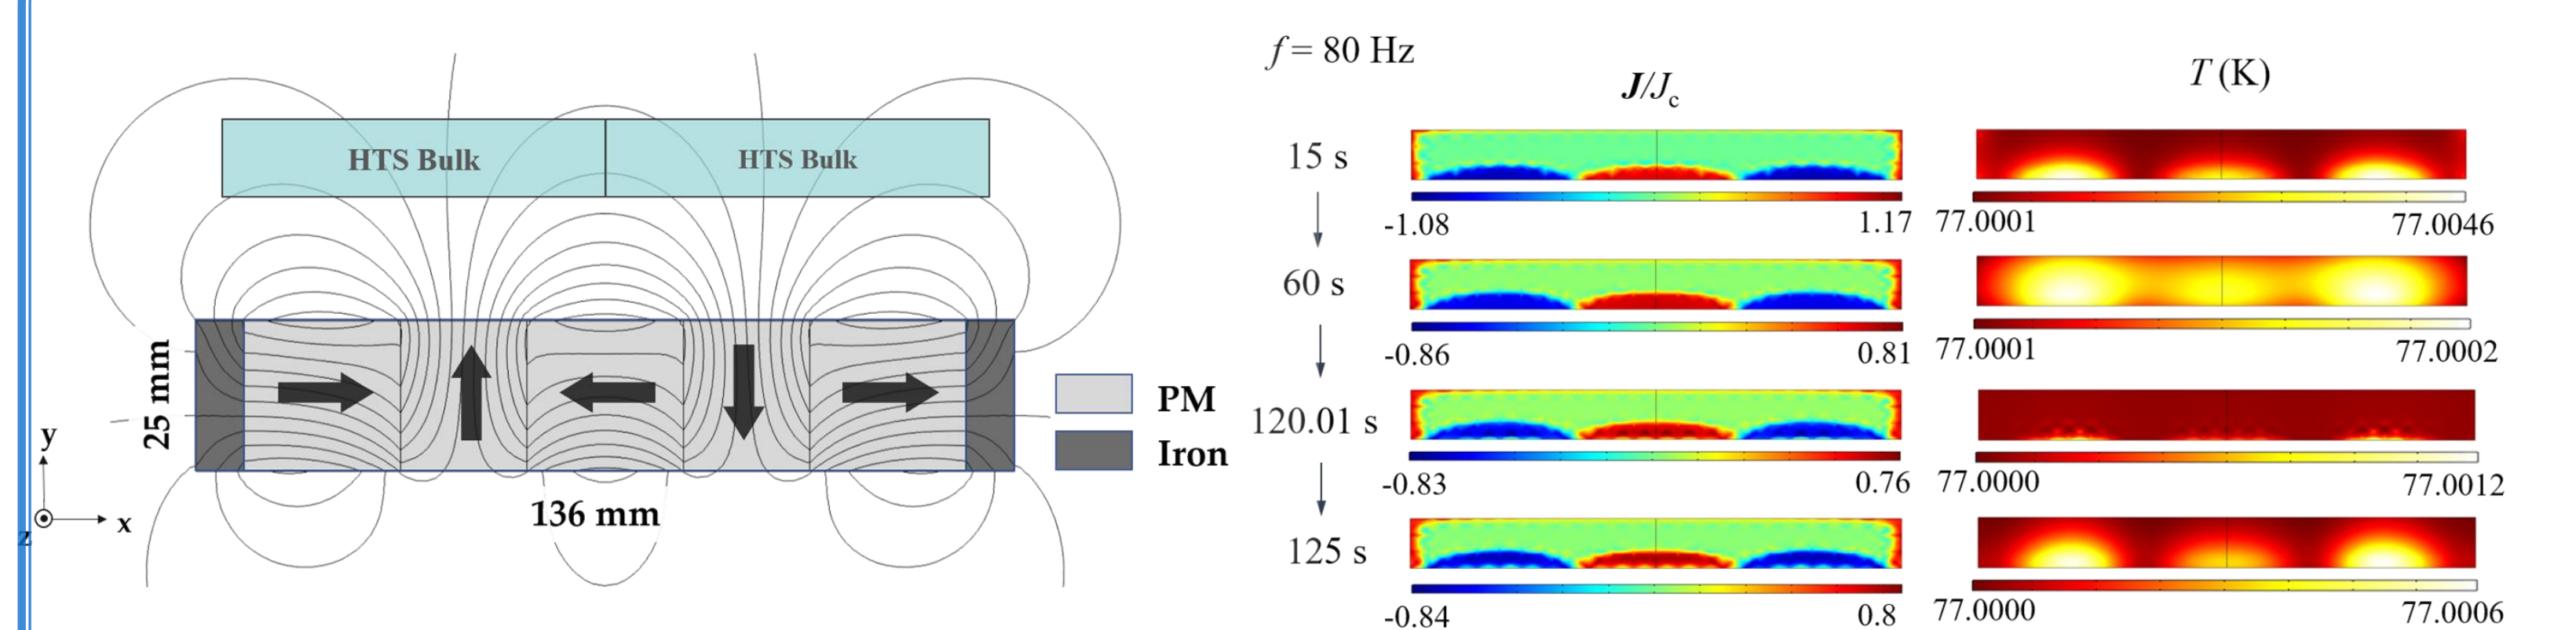 HTS Bulk
HTS Bulk
25 mm
136 mm
y
x
z
PM
Iron
f = 80 Hz
J/Jc
T (K)
15 s
-1.08
1.17
77.0001
77.0046
60 s
-0.86
0.81
77.0001
77.0002
120.01 s
-0.83
0.76
77.0000
77.0012
125 s
-0.84
0.8
77.0000
77.0006